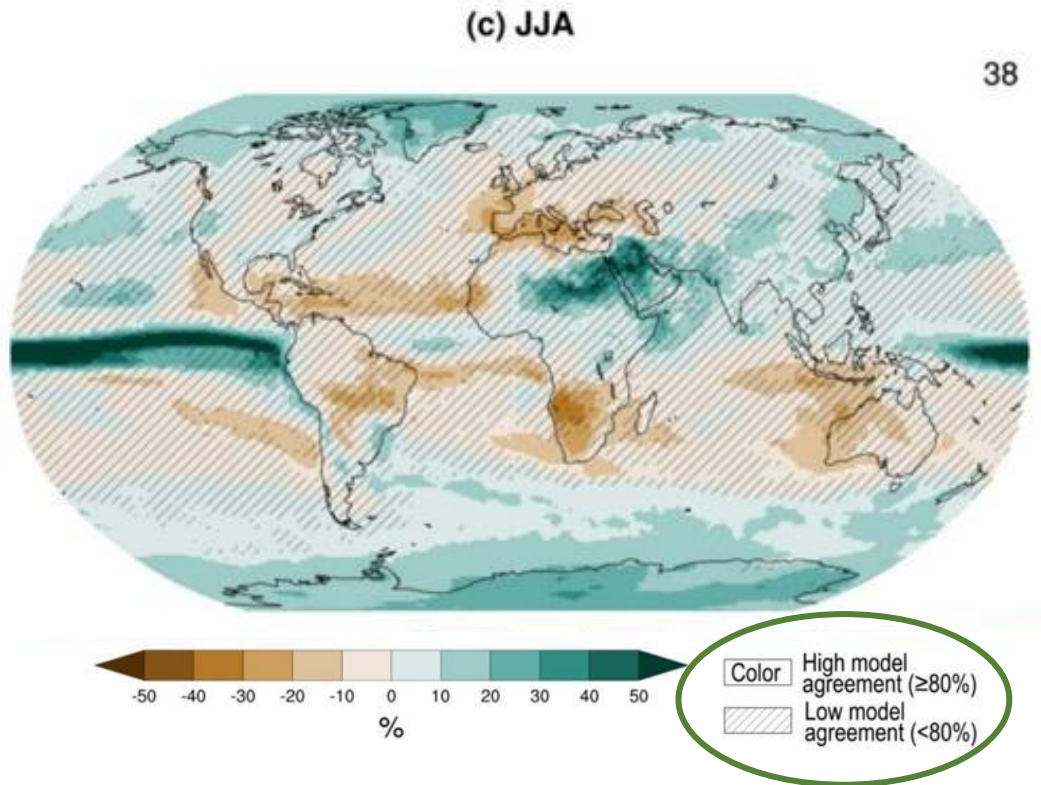 (c) JJA
38
-50 -40 -30 -20 -10 0 10 20 30 40 50
%
Color
High model
agreement (≥80%)
Low model
agreement (<80%)